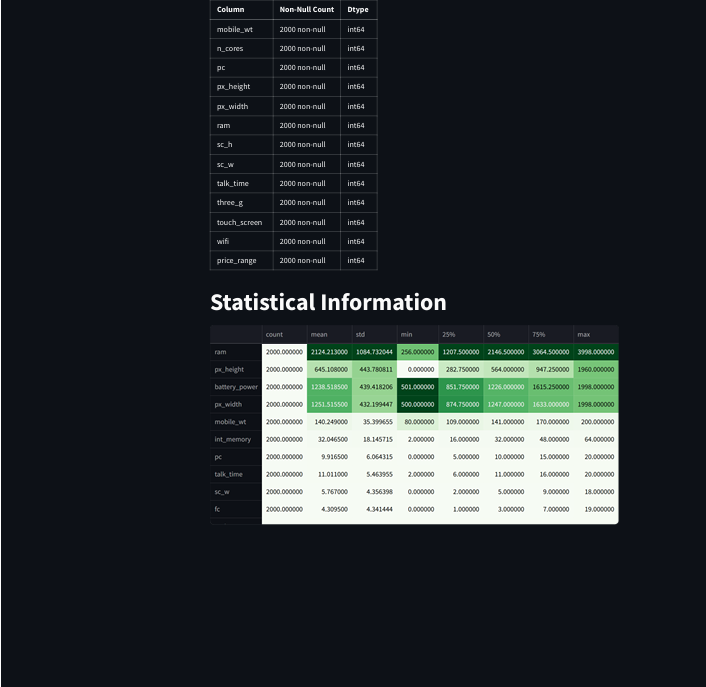 Column Non-Null Count Dtype
mobile_wt 2000 non-null int64
n_cores 2000 non-null int64
pc 2000 non-null int64
px_height 2000 non-null int64
px_width 2000 non-null int64
ram 2000 non-null int64
sc_h 2000 non-null int64
sc_w 2000 non-null int64
talk_time 2000 non-null int64
three_g 2000 non-null int64
touch_screen 2000 non-null int64
wifi 2000 non-null int64
price_range 2000 non-null int64
Statistical Information
count mean std min 25% 50% 75% max
ram 2000.000000 2124.213000 1084.732044 256.000000 1207.500000 2146.500000 3064.500000 3998.000000
px_height 2000.000000 645.108000 443.780811 0.000000 282.750000 564.000000 947.250000 1960.000000
battery_power 2000.000000 1238.518500 439.418206 501.000000 851.750000 1226.000000 1615.250000 1998.000000
px_width 2000.000000 1251.515500 432.199447 500.000000 874.750000 1247.000000 1633.000000 1998.000000
mobile_wt 2000.000000 140.249000 35.399655 80.000000 109.000000 141.000000 170.000000 200.000000
int_memory 2000.000000 32.046500 18.145715 2.000000 16.000000 32.000000 48.000000 64.000000
pc 2000.000000 9.916500 6.064315 0.000000 5.000000 10.000000 15.000000 20.000000
talk_time 2000.000000 11.011000 5.463955 2.000000 6.000000 11.000000 16.000000 20.000000
sc_w 2000.000000 5.767000 4.356398 0.000000 2.000000 5.000000 9.000000 18.000000
fc 2000.000000 4.309500 4.341444 0.000000 1.000000 3.000000 7.000000 19.000000